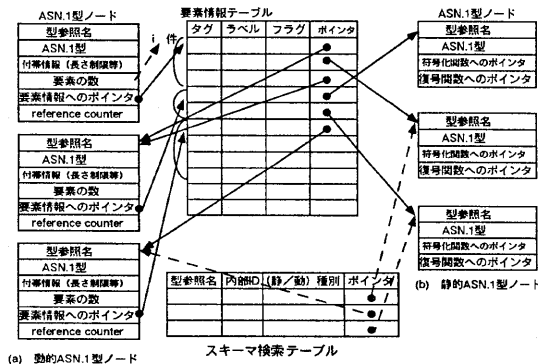 ASN.1型ノード
型参照名
ASN.1型
付帯情報(長さ制限等)
要素の数
要素情報へのポインタ
reference counter
型参照名
ASN.1型
付帯情報(長さ制限等)
要素の数
要素情報へのポインタ
reference counter
型参照名
ASN.1型
付帯情報(長さ制限等)
要素の数
要素情報へのポインタ
reference counter
(a) 動的ASN.1型ノード
i 件
要素情報テーブル
タグ ラベル フラグ ポインタ
型参照名 内部ID (静/動)種別 ポインタ
スキーマ検索テーブル
ASN.1型ノード
型参照名
ASN.1型
符号化関数へのポインタ
復号関数へのポインタ
型参照名
ASN.1型
符号化関数へのポインタ
復号関数へのポインタ
型参照名
ASN.1型
符号化関数へのポインタ
復号関数へのポインタ
(b) 静的ASN.1型ノード